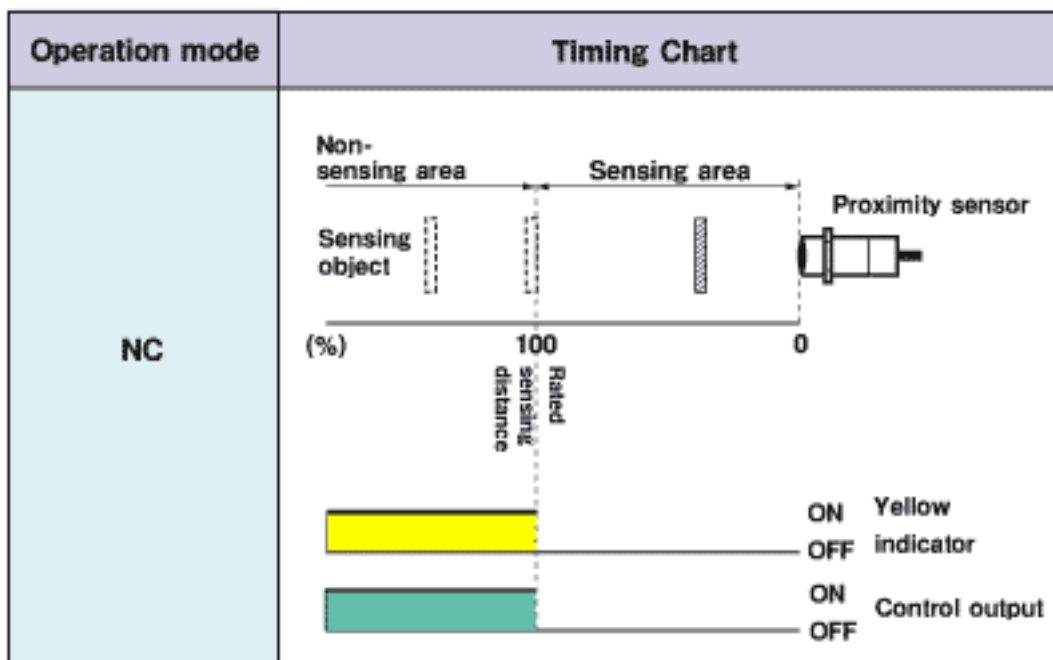 Operation mode
Timing Chart
Non-
sensing area
Sensing area
Proximity sensor
Sensing
object
NC
(%)
100
0
Rated
sensing
distance
ON
Yellow
OFF
indicator
ON
Control output
OFF